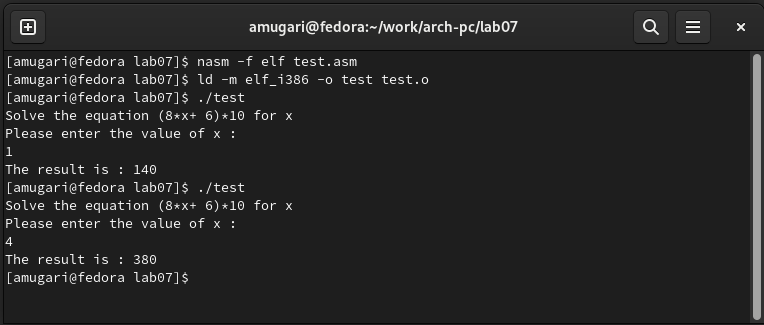 amugari@fedora:~/work/arch-pc/lab07
[amugari@fedora lab07]$ nasm -f elf test.asm
[amugari@fedora lab07]$ ld -m elf_i386 -o test test.o
[amugari@fedora lab07]$ ./test
Solve the equation (8*x+ 6)*10 for x
Please enter the value of x :
1
The result is : 140
[amugari@fedora lab07]$ ./test
Solve the equation (8*x+ 6)*10 for x
Please enter the value of x :
4
The result is : 380
[amugari@fedora lab07]$